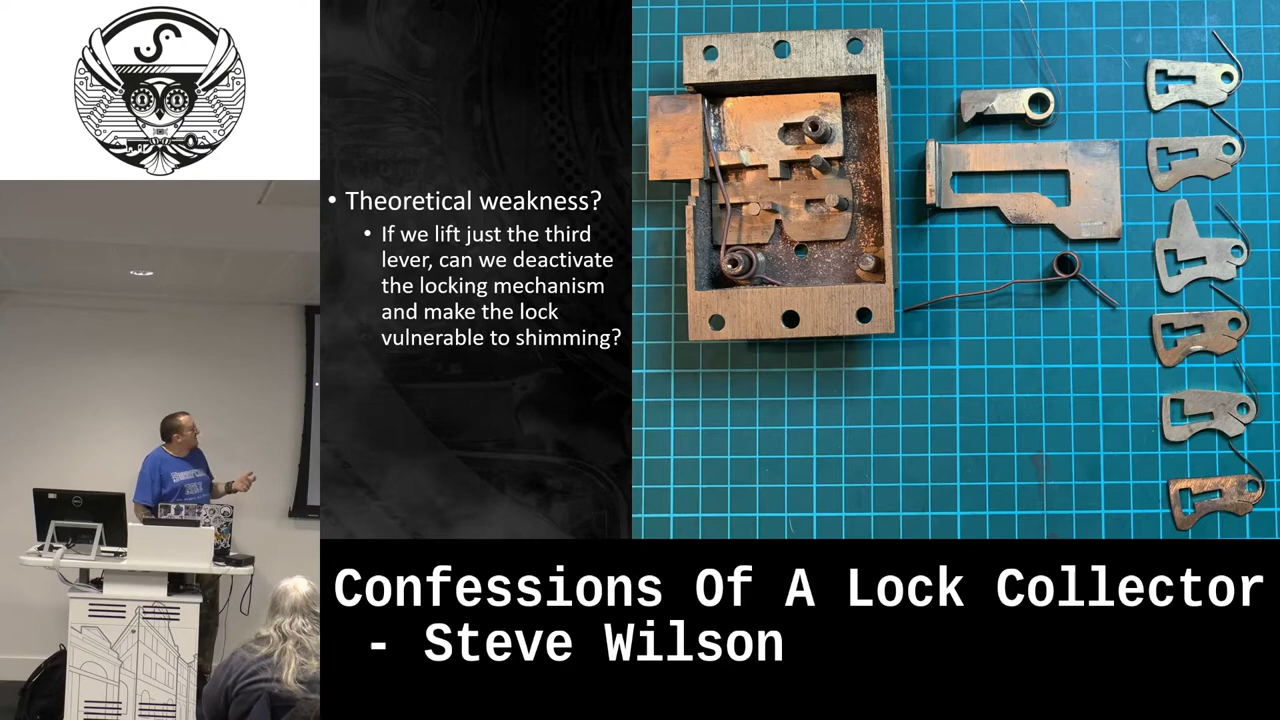 • Theoretical weakness?
• If we lift just the third
lever, can we deactivate
the locking mechanism
and make the lock
vulnerable to shimming?
Confessions Of A Lock Collector
- Steve Wilson